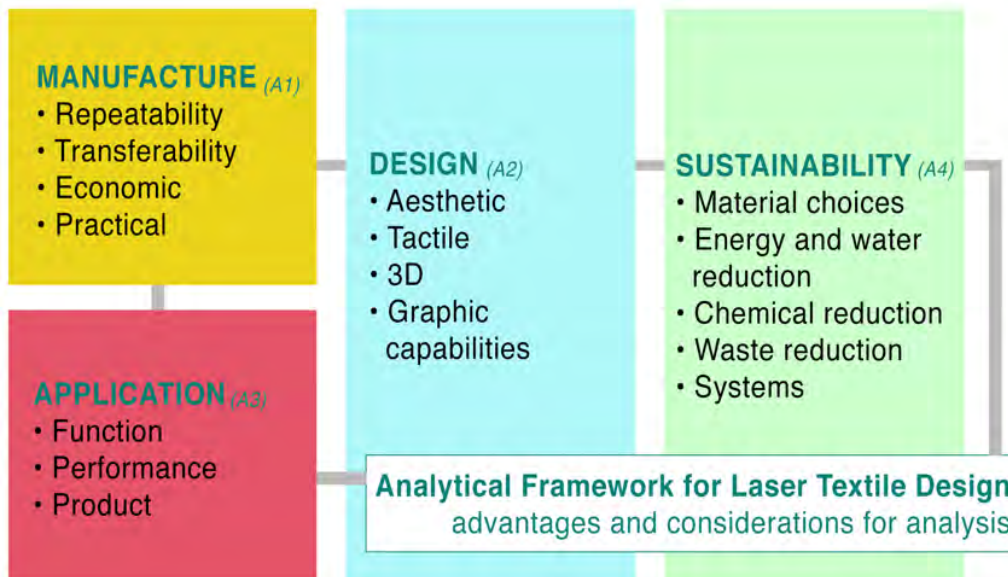 MANUFACTURE (A1)
• Repeatability
• Transferability
• Economic
• Practical
APPLICATION (A3)
• Function
• Performance
• Product
DESIGN (A2)
• Aesthetic
• Tactile
• 3D
• Graphic
capabilities
SUSTAINABILITY (A4)
• Material choices
• Energy and water
reduction
• Chemical reduction
• Waste reduction
• Systems
Analytical Framework for Laser Textile Design
advantages and considerations for analysis